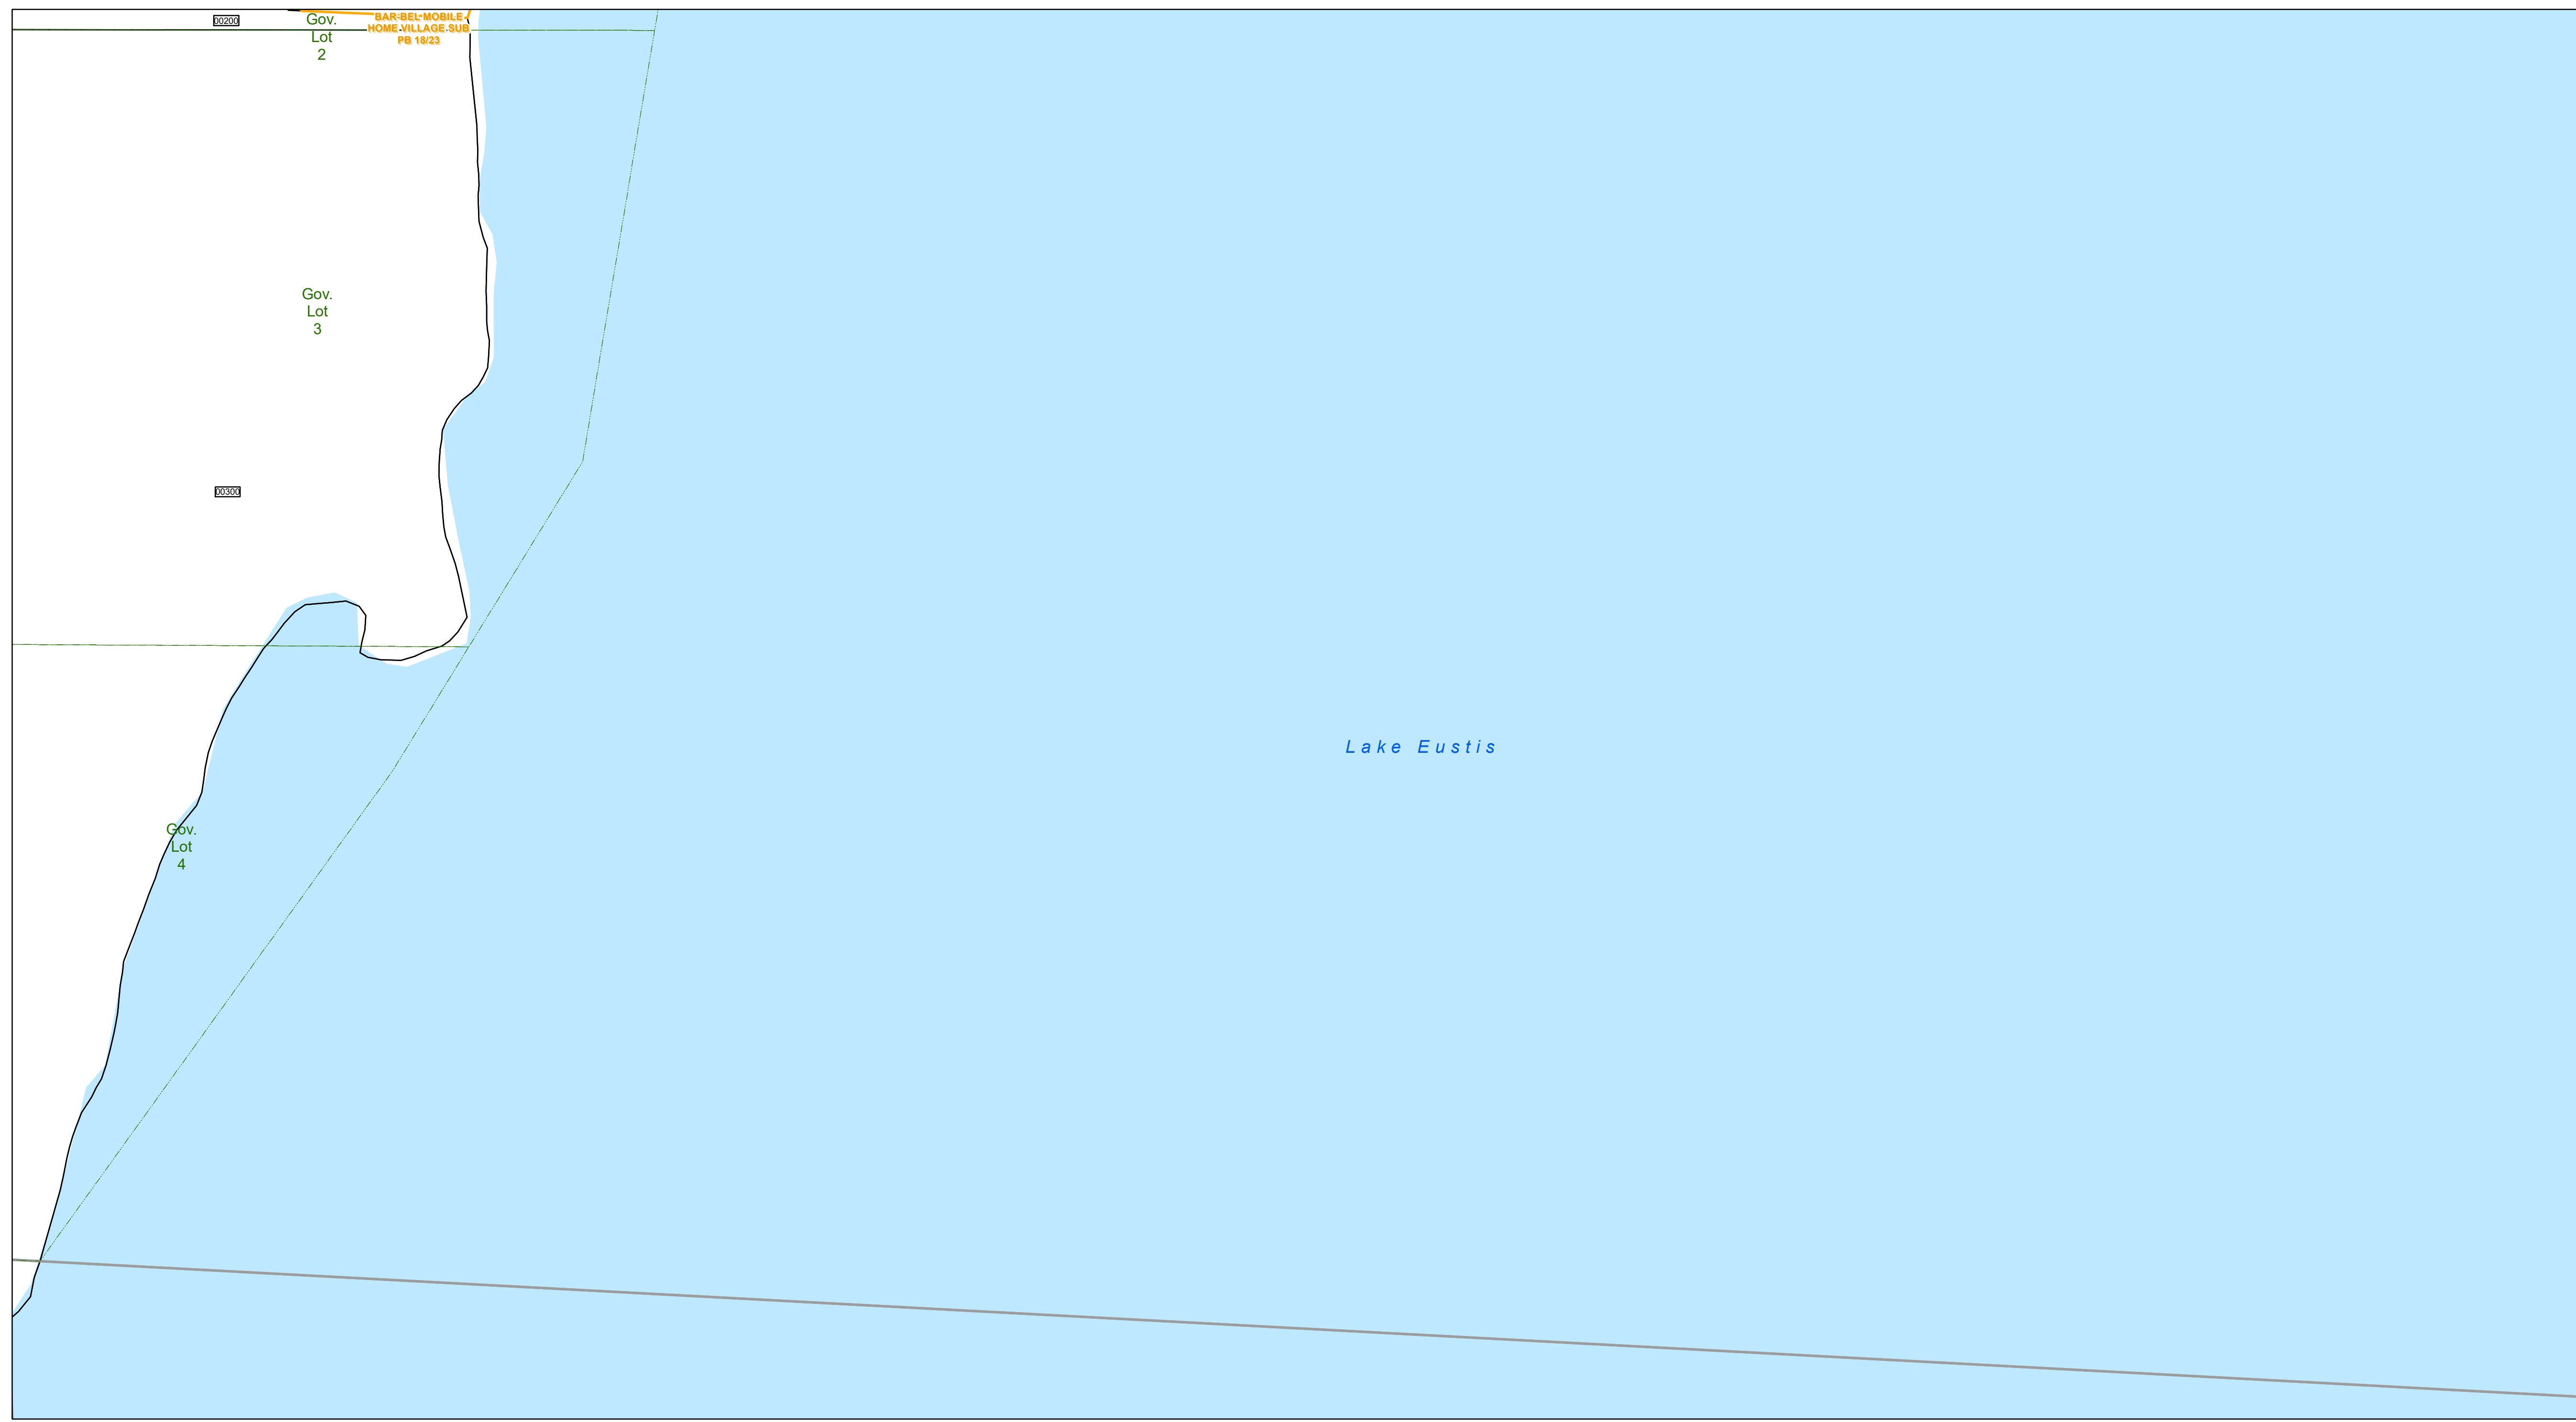 00200
Gov.
Lot
2
BAR-BEL MOBILE
HOME VILLAGE SUB
PB 18/23
Gov.
Lot
3
00300
Lake Eustis
Gov.
Lot
4